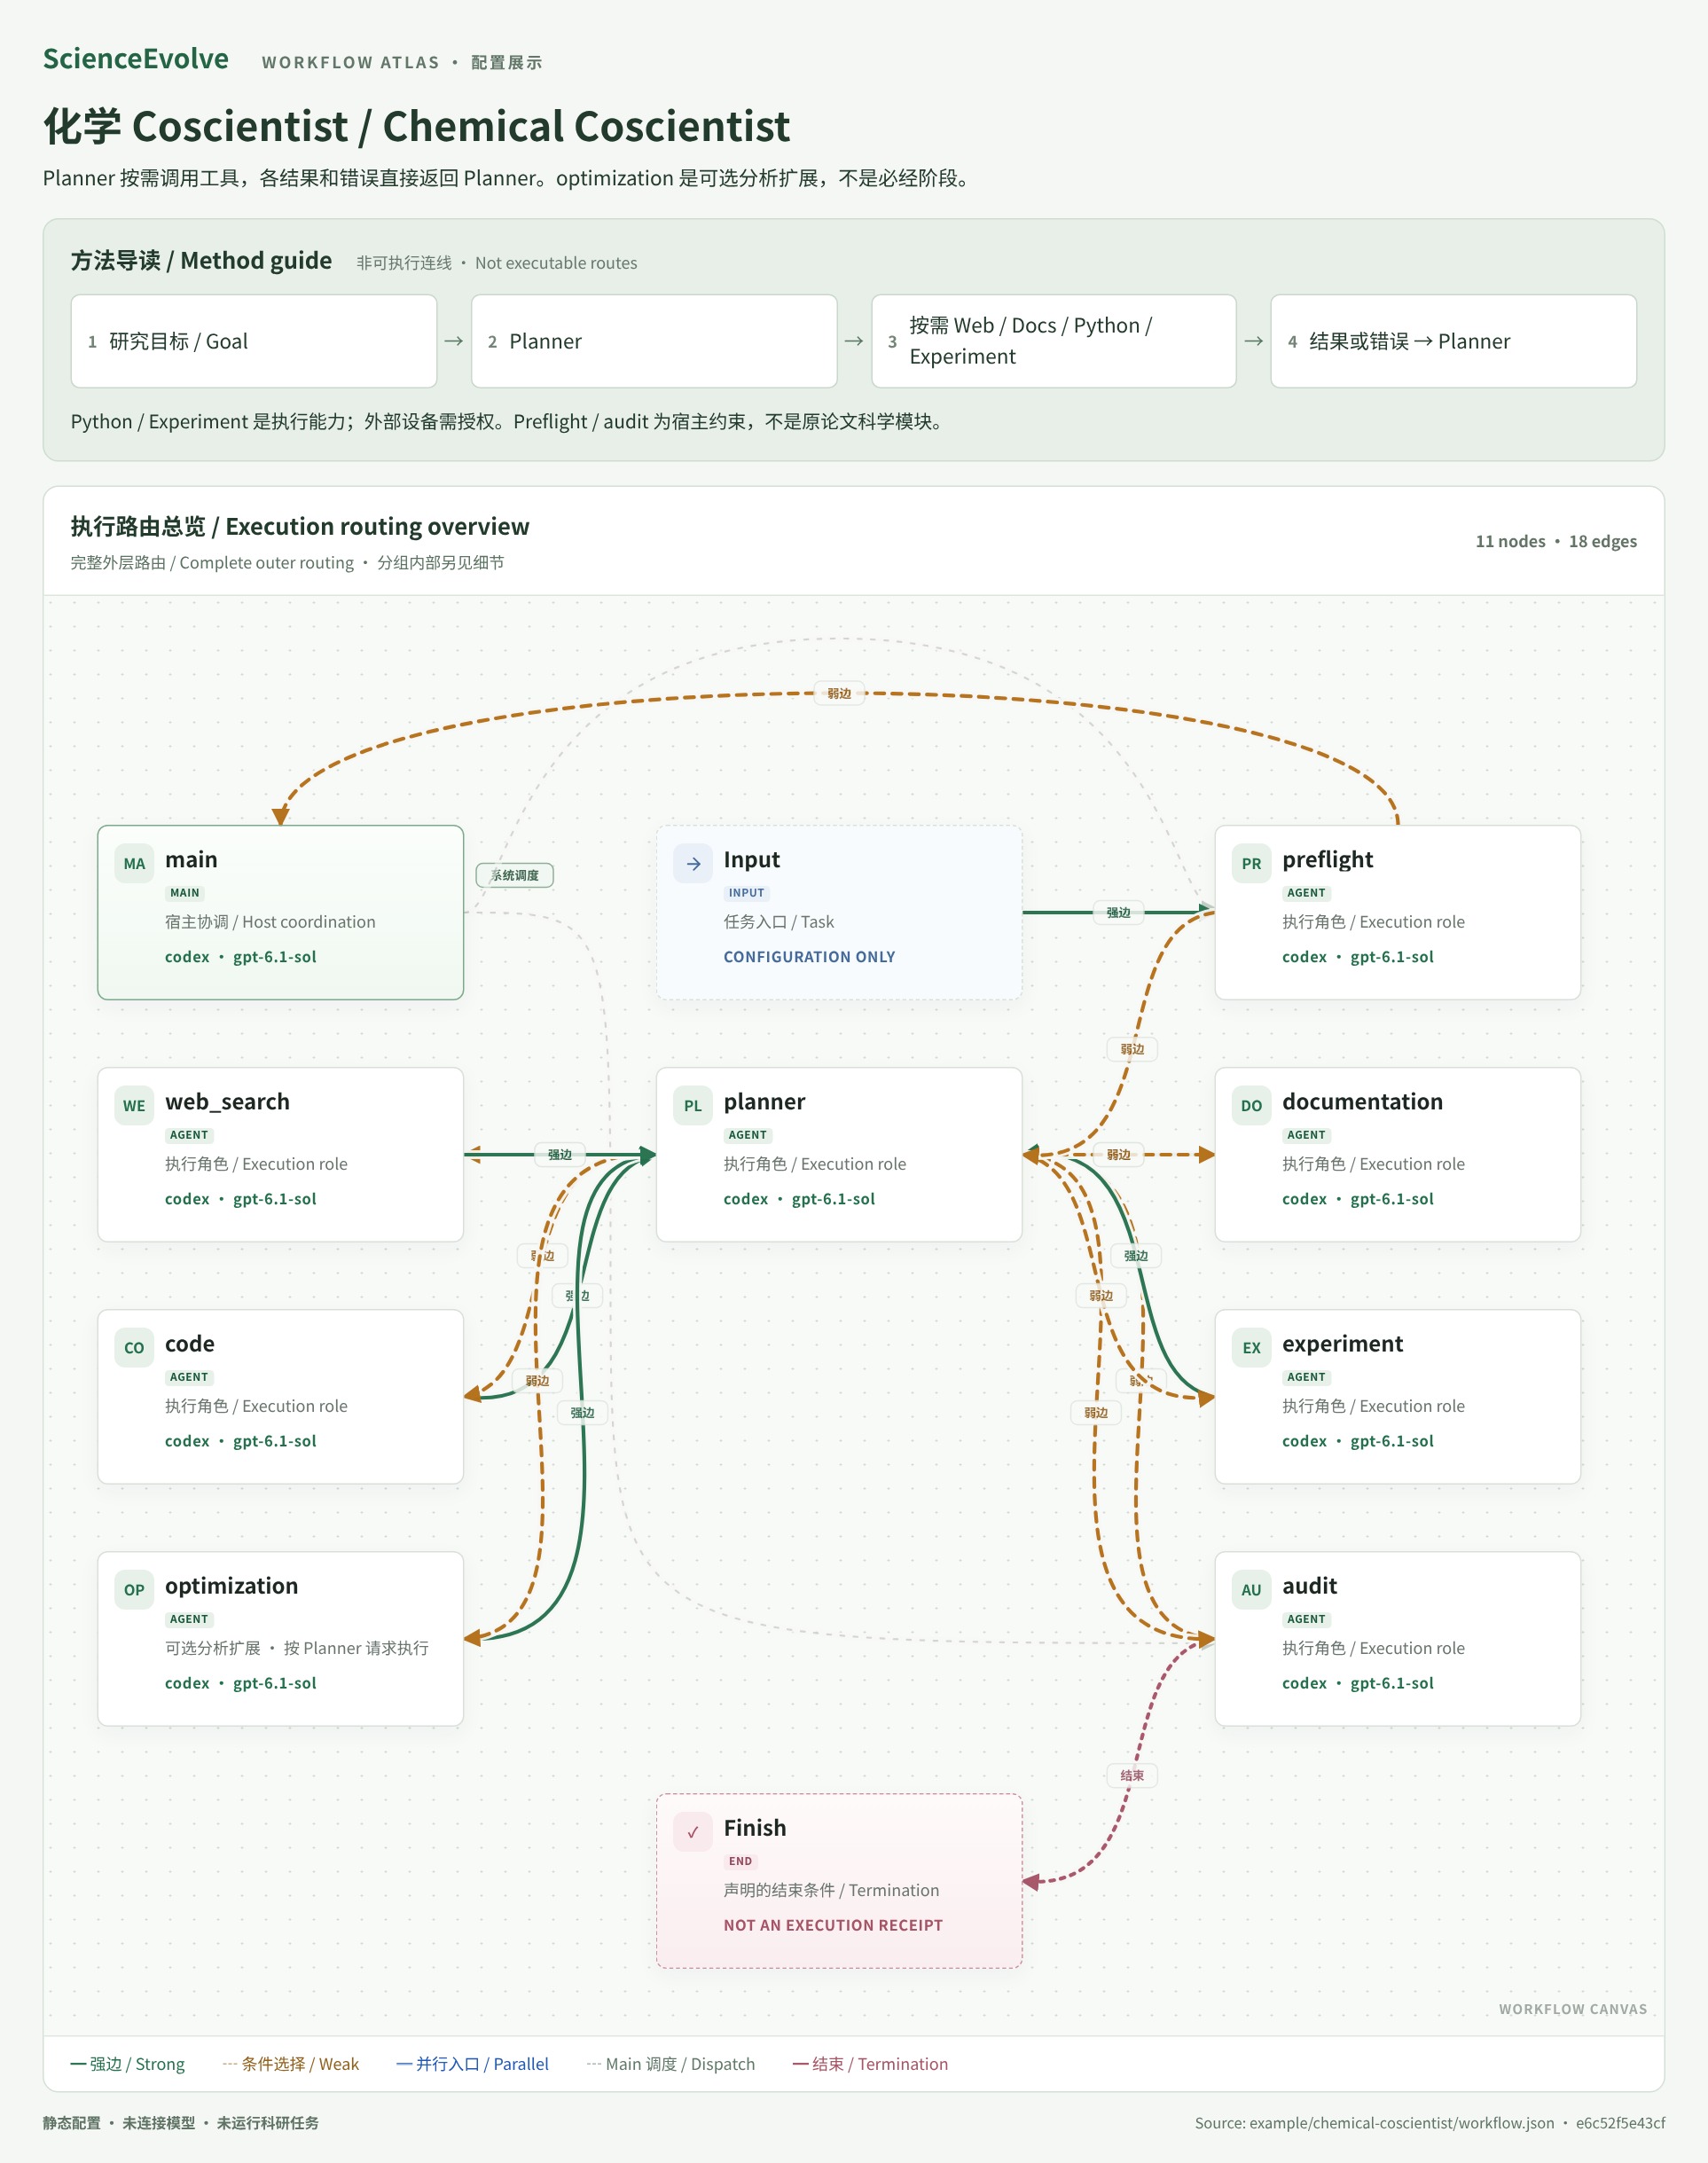 ScienceEvolve WORKFLOW ATLAS • 配置展示
化学 Coscientist / Chemical Coscientist
Planner 按需调用工具，各结果和错误直接返回 Planner。optimization 是可选分析扩展，不是必经阶段。
方法导读 / Method guide 非可执行连线 • Not executable routes
1 研究目标 / Goal → 2 Planner → 3 按需 Web / Docs / Python / Experiment → 4 结果或错误 → Planner
Python / Experiment 是执行能力；外部设备需授权。Preflight / audit 为宿主约束，不是原论文科学模块。
执行路由总览 / Execution routing overview
完整外层路由 / Complete outer routing • 分组内部另见细节
11 nodes • 18 edges
弱边
MA main
MAIN
宿主协调 / Host coordination
codex • gpt-6.1-sol
系统调度
→ Input
INPUT
任务入口 / Task
CONFIGURATION ONLY
强边
PR preflight
AGENT
执行角色 / Execution role
codex • gpt-6.1-sol
弱边
WE web_search
AGENT
执行角色 / Execution role
codex • gpt-6.1-sol
强边
PL planner
AGENT
执行角色 / Execution role
codex • gpt-6.1-sol
弱边
DO documentation
AGENT
执行角色 / Execution role
codex • gpt-6.1-sol
弱边
强边
强边
弱边
CO code
AGENT
执行角色 / Execution role
codex • gpt-6.1-sol
弱边
强边
弱边
弱边
EX experiment
AGENT
执行角色 / Execution role
codex • gpt-6.1-sol
OP optimization
AGENT
可选分析扩展 • 按 Planner 请求执行
codex • gpt-6.1-sol
AU audit
AGENT
执行角色 / Execution role
codex • gpt-6.1-sol
结束
✓ Finish
END
声明的结束条件 / Termination
NOT AN EXECUTION RECEIPT
WORKFLOW CANVAS
强边 / Strong 条件选择 / Weak 并行入口 / Parallel Main 调度 / Dispatch 结束 / Termination
静态配置 • 未连接模型 • 未运行科研任务
Source: example/chemical-coscientist/workflow.json • e6c52f5e43cf